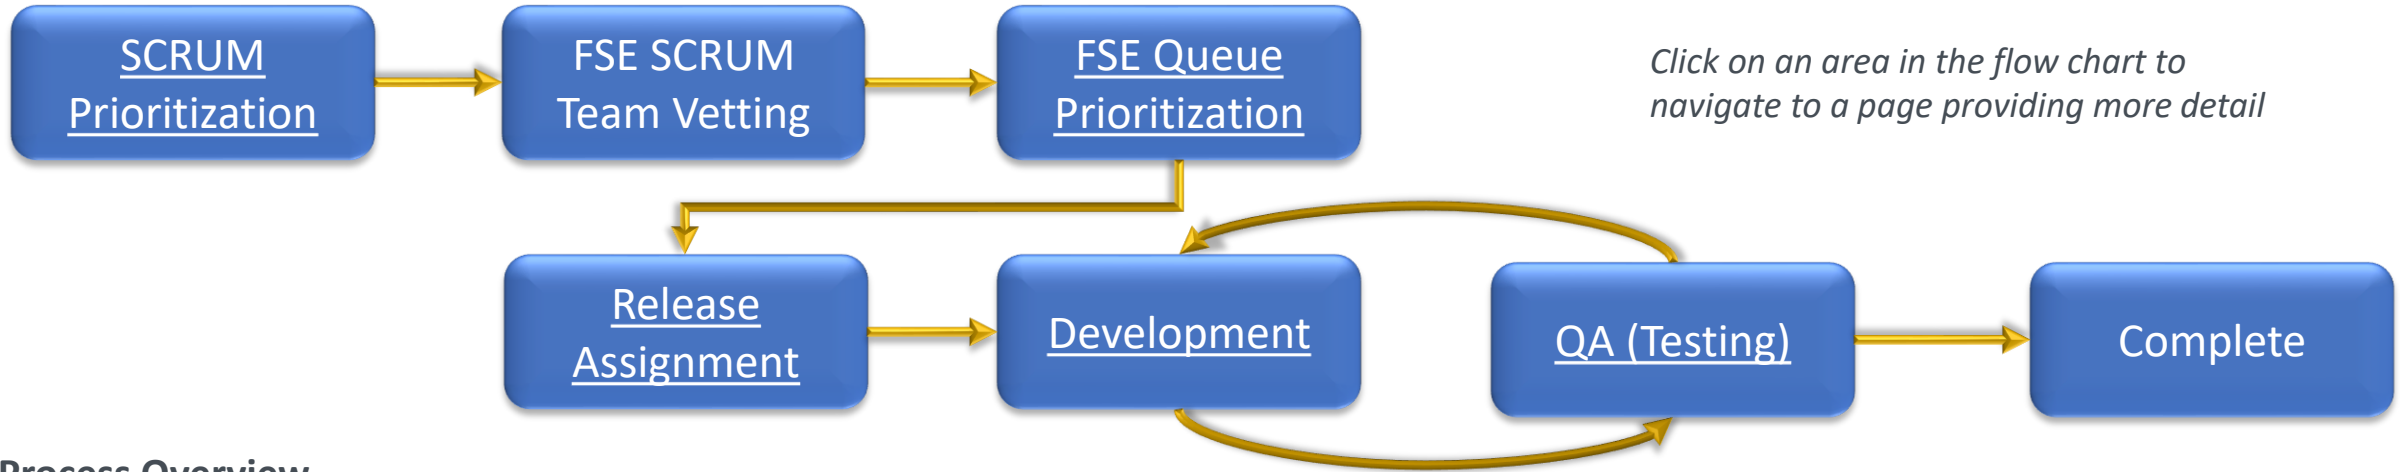 SCRUM
Prioritization
FSE SCRUM
Team Vetting
FSE Queue
Prioritization
Click on an area in the flow chart to
navigate to a page providing more detail
Release
Assignment
Development
QA (Testing)
Complete
Process Overview